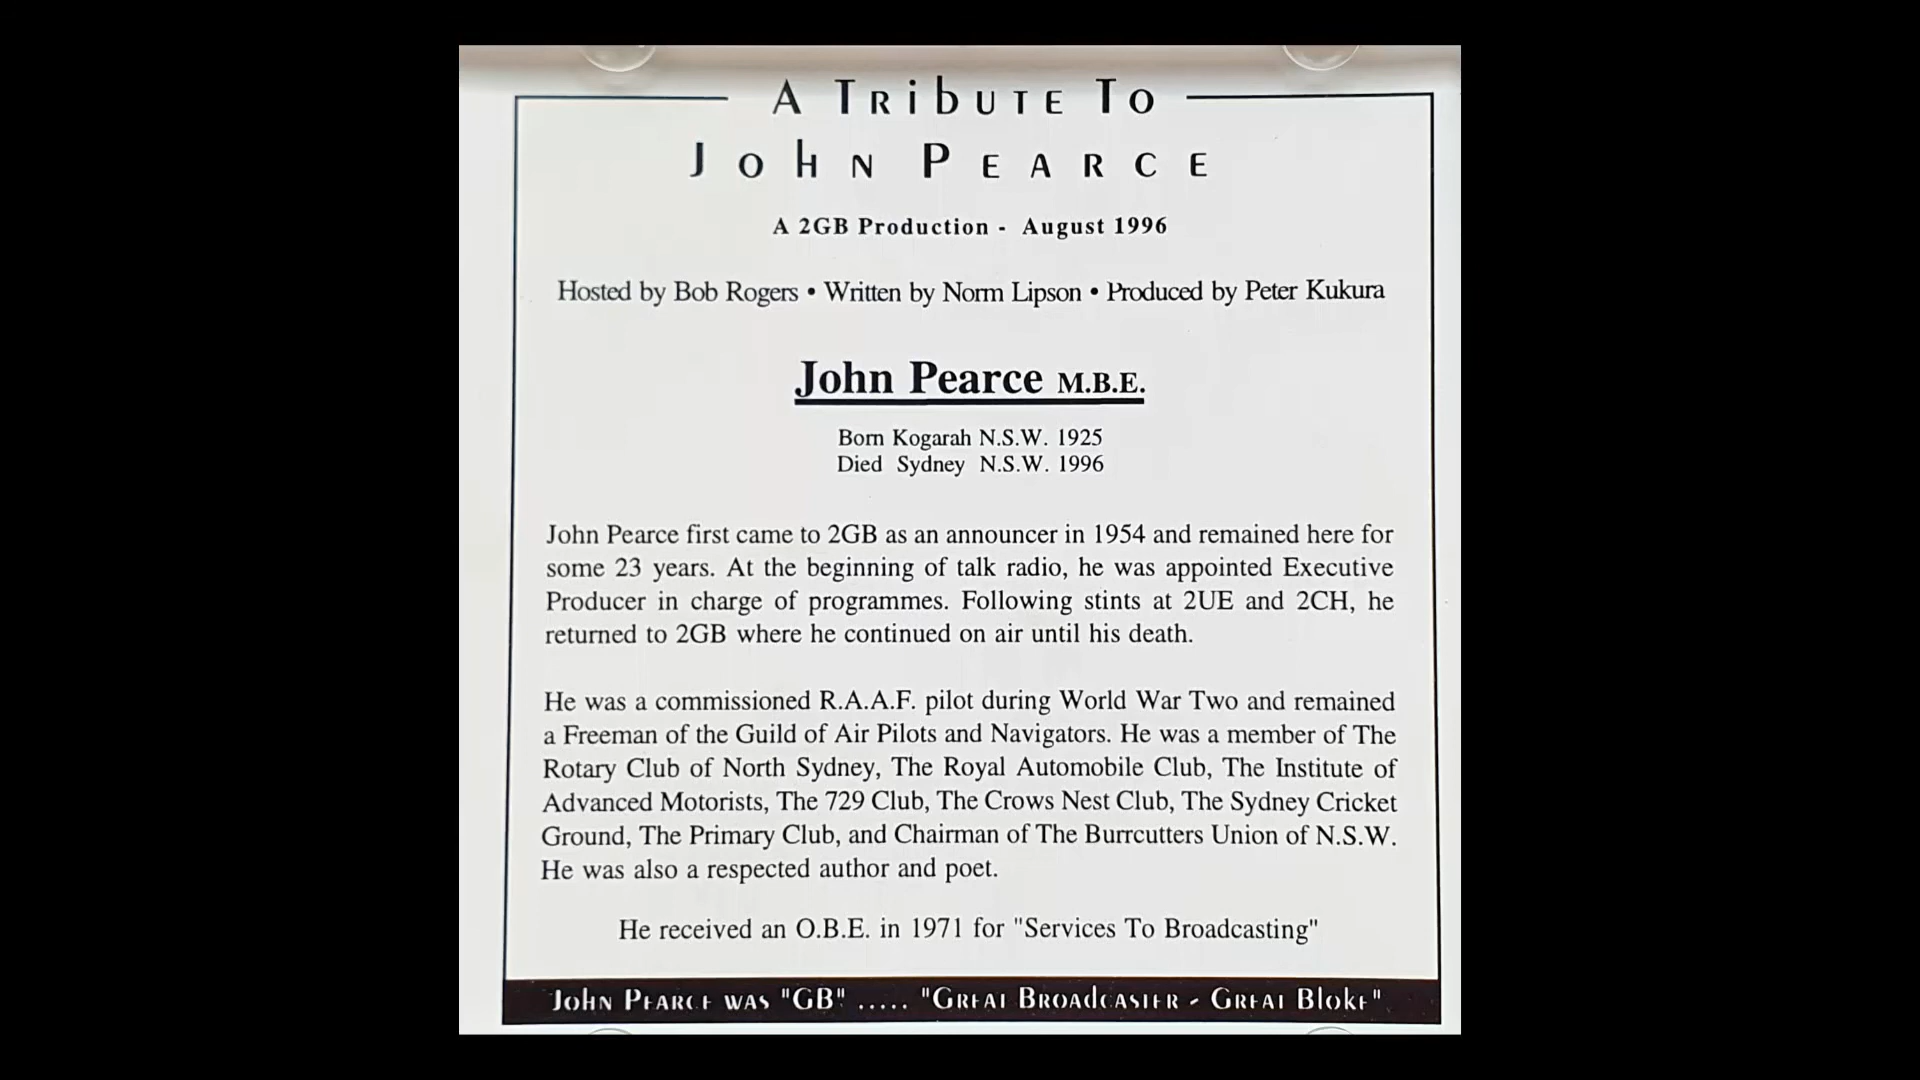 A Tribute To
John Pearce
A 2GB Production - August 1996
Hosted by Bob Rogers • Written by Norm Lipson • Produced by Peter Kukura
John Pearce M.B.E.
Born Kogarah N.S.W. 1925
Died Sydney N.S.W. 1996
John Pearce first came to 2GB as an announcer in 1954 and remained here for
some 23 years. At the beginning of talk radio, he was appointed Executive
Producer in charge of programmes. Following stints at 2UE and 2CH, he
returned to 2GB where he continued on air until his death.
He was a commissioned R.A.A.F. pilot during World War Two and remained
a Freeman of the Guild of Air Pilots and Navigators. He was a member of The
Rotary Club of North Sydney, The Royal Automobile Club, The Institute of
Advanced Motorists, The 729 Club, The Crows Nest Club, The Sydney Cricket
Ground, The Primary Club, and Chairman of The Burrcutters Union of N.S.W.
He was also a respected author and poet.
He received an O.B.E. in 1971 for "Services To Broadcasting"
John Pearce was "GB" ..... "Great Broadcaster - Great Bloke"